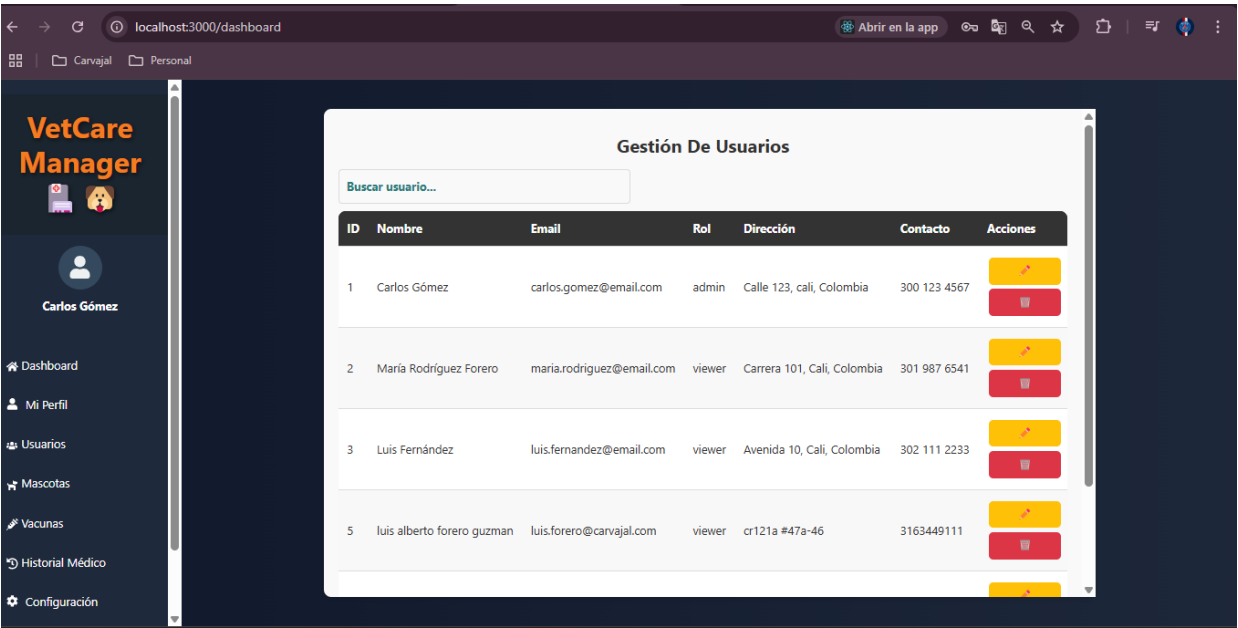 localhost:3000/dashboard
Abrir en la app
Carvajal
Personal
VetCare
Manager
Carlos Gómez
Dashboard
Mi Perfil
Usuarios
Mascotas
Vacunas
Historial Médico
Configuración
Gestión De Usuarios
Buscar usuario...
ID Nombre Email Rol Dirección Contacto Acciones
1 Carlos Gómez carlos.gomez@email.com admin Calle 123, cali, Colombia 300 123 4567
2 María Rodríguez Forero maria.rodriguez@email.com viewer Carrera 101, Cali, Colombia 301 987 6541
3 Luis Fernández luis.fernandez@email.com viewer Avenida 10, Cali, Colombia 302 111 2233
5 luis alberto forero guzman luis.forero@carvajal.com viewer cr121a #47a-46 3163449111